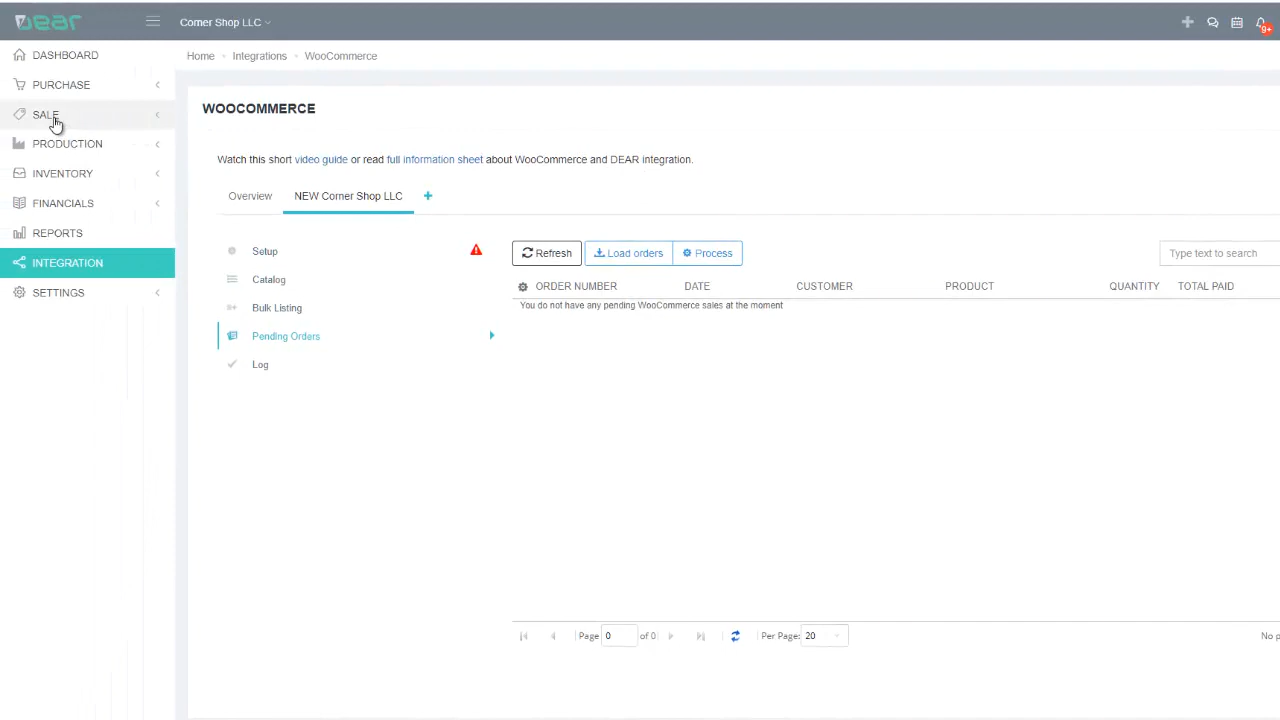 DEAR
Corner Shop LLC
9+
DASHBOARD
PURCHASE
SALE
PRODUCTION
INVENTORY
FINANCIALS
REPORTS
INTEGRATION
SETTINGS
Home Integrations WooCommerce
WOOCOMMERCE
Watch this short video guide or read full information sheet about WooCommerce and DEAR integration.
Overview NEW Corner Shop LLC +
Setup
Catalog
Bulk Listing
Pending Orders
Log
Refresh Load orders Process Type text to search
ORDER NUMBER DATE CUSTOMER PRODUCT QUANTITY TOTAL PAID
You do not have any pending WooCommerce sales at the moment
Page 0 of 0 Per Page: 20 No p